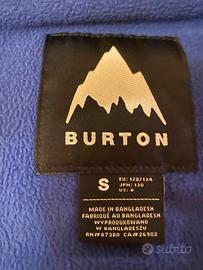 BURTON
S
EU: 128/134
JPN: 130
US: 8
MADE IN BANGLADESH
FABRIQUÉ AU BANGLADESH
WYPRODUKOWANO
W BANGLADESZU
RN#87380 CA#26902
subito